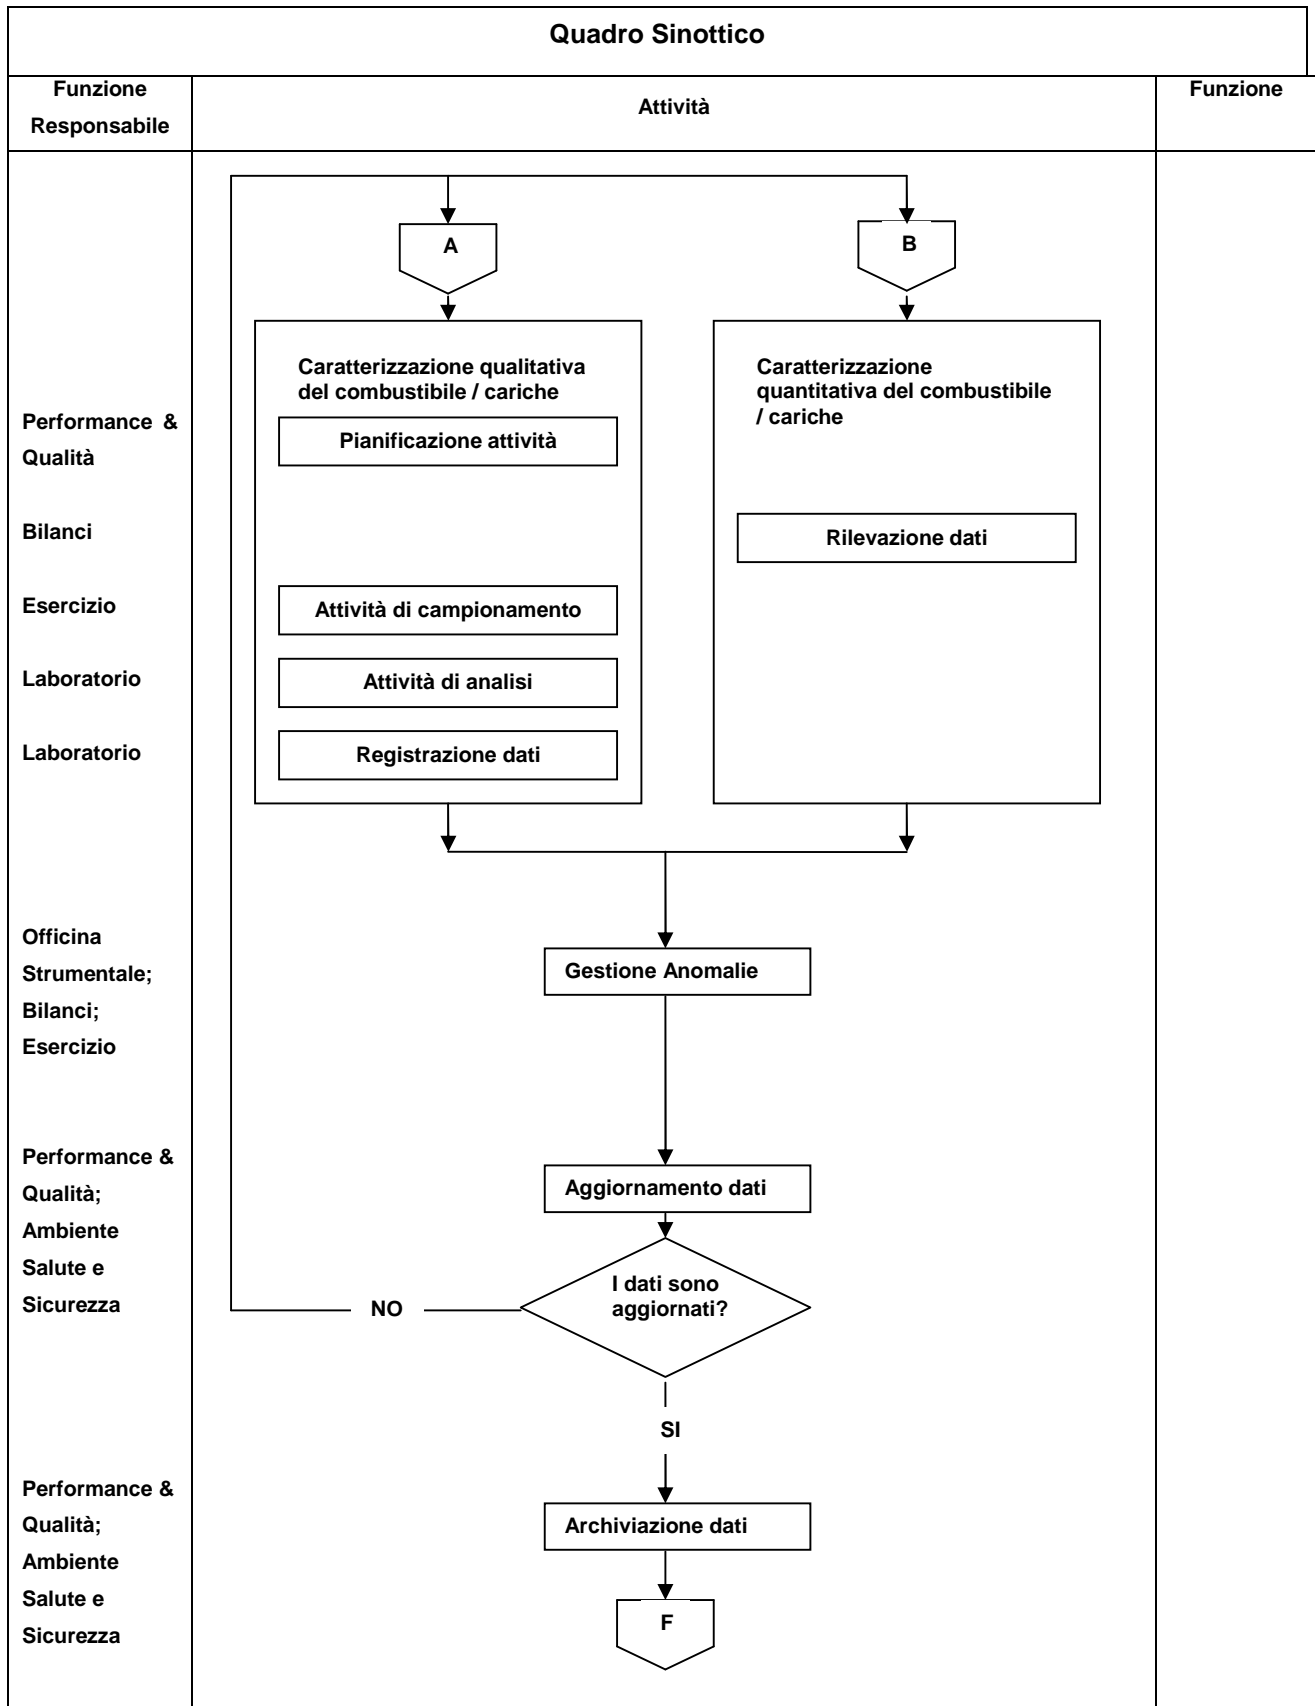 Quadro Sinottico
Funzione
Responsabile
Attività
Funzione
A
B
Caratterizzazione qualitativa
del combustibile / cariche
Caratterizzazione
quantitativa del combustibile
/ cariche
Performance &
Qualità
Pianificazione attività
Bilanci
Rilevazione dati
Esercizio
Attività di campionamento
Laboratorio
Attività di analisi
Laboratorio
Registrazione dati
Officina
Strumentale;
Bilanci;
Esercizio
Gestione Anomalie
Performance &
Qualità;
Ambiente
Salute e
Sicurezza
Aggiornamento dati
I dati sono
aggiornati?
NO
SI
Performance &
Qualità;
Ambiente
Salute e
Sicurezza
Archiviazione dati
F